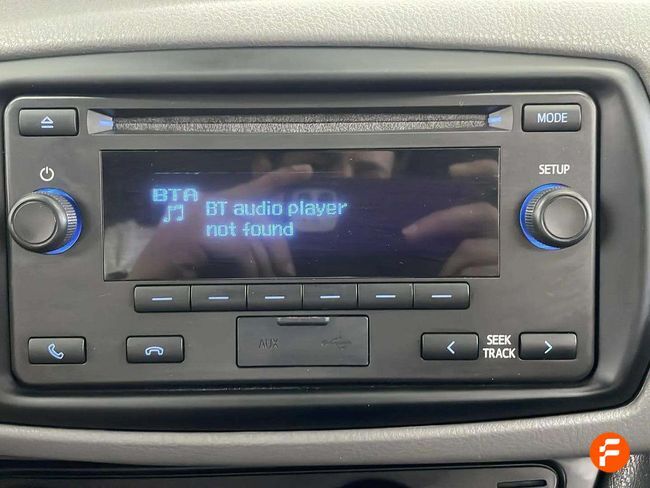 MODE
SETUP
BTA
BT audio player
not found
AUX
SEEK
TRACK